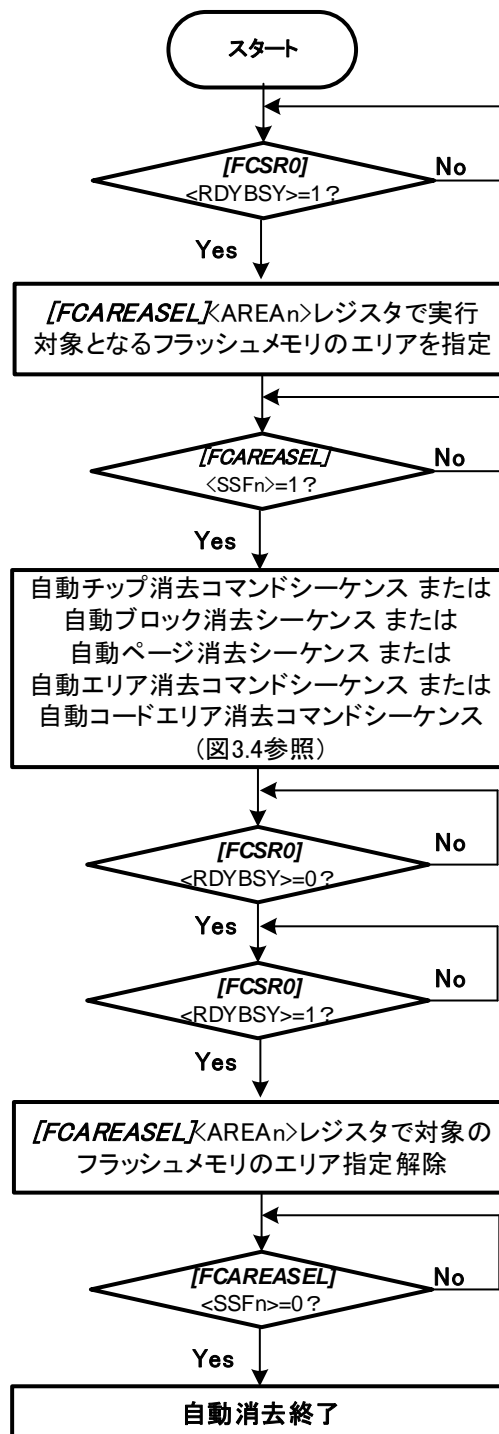 スタート
[FCSR0]
<RDYBSY>=1?
No
Yes
[FCAREASEL]<AREAn>レジスタで実行
対象となるフラッシュメモリのエリアを指定
[FCAREASEL]
<SSFn>=1?
No
Yes
自動チップ消去コマンドシーケンス または
自動ブロック消去シーケンス または
自動ページ消去シーケンス または
自動エリア消去コマンドシーケンス または
自動コードエリア消去コマンドシーケンス
(図3.4参照)
[FCSR0]
<RDYBSY>=0?
No
Yes
[FCSR0]
<RDYBSY>=1?
No
Yes
[FCAREASEL]<AREAn>レジスタで対象の
フラッシュメモリのエリア指定解除
[FCAREASEL]
<SSFn>=0?
No
Yes
自動消去終了